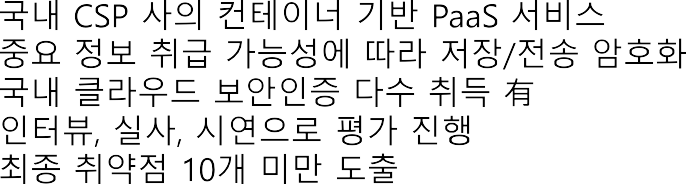 국내 CSP 사의 컨테이너 기반 PaaS 서비스
중요 정보 취급 가능성에 따라 저장/전송 암호화
국내 클라우드 보안인증 다수 취득 有
인터뷰, 실사, 시연으로 평가 진행
최종 취약점 10개 미만 도출